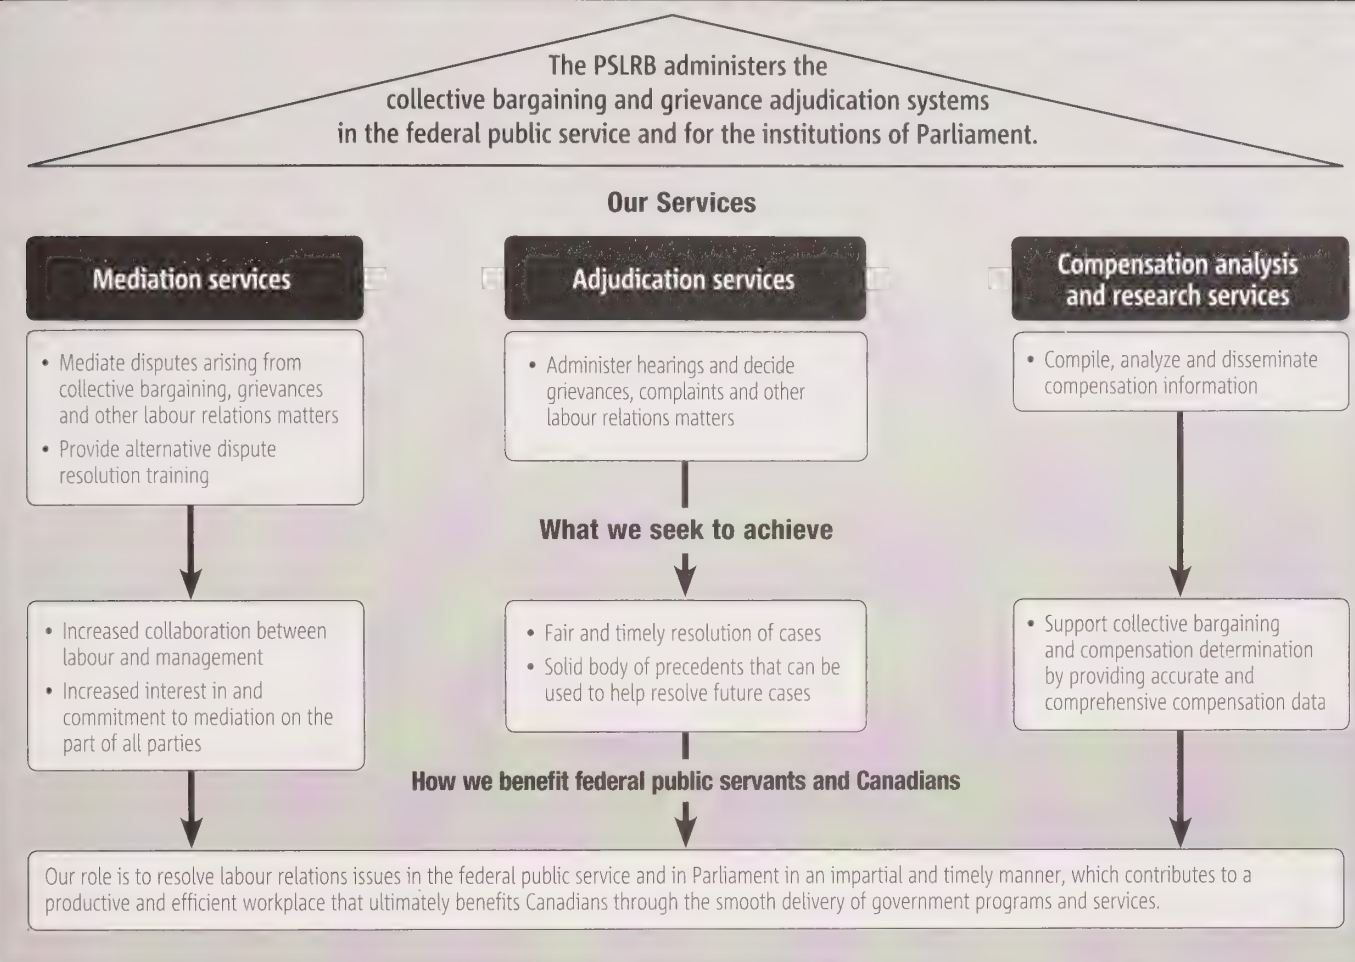 The PSLRB administers the
collective bargaining and grievance adjudication systems
in the federal public service and for the institutions of Parliament.
Our Services
Mediation services
• Mediate disputes arising from
collective bargaining, grievances
and other labour relations matters
• Provide alternative dispute
resolution training
Adjudication services
• Administer hearings and decide
grievances, complaints and other
labour relations matters
Compensation analysis
and research services
• Compile, analyze and disseminate
compensation information
What we seek to achieve
• Increased collaboration between
labour and management
• Increased interest in and
commitment to mediation on the
part of all parties
• Fair and timely resolution of cases
• Solid body of precedents that can be
used to help resolve future cases
• Support collective bargaining
and compensation determination
by providing accurate and
comprehensive compensation data
How we benefit federal public servants and Canadians
Our role is to resolve labour relations issues in the federal public service and in Parliament in an impartial and timely manner, which contributes to a
productive and efficient workplace that ultimately benefits Canadians through the smooth delivery of government programs and services.